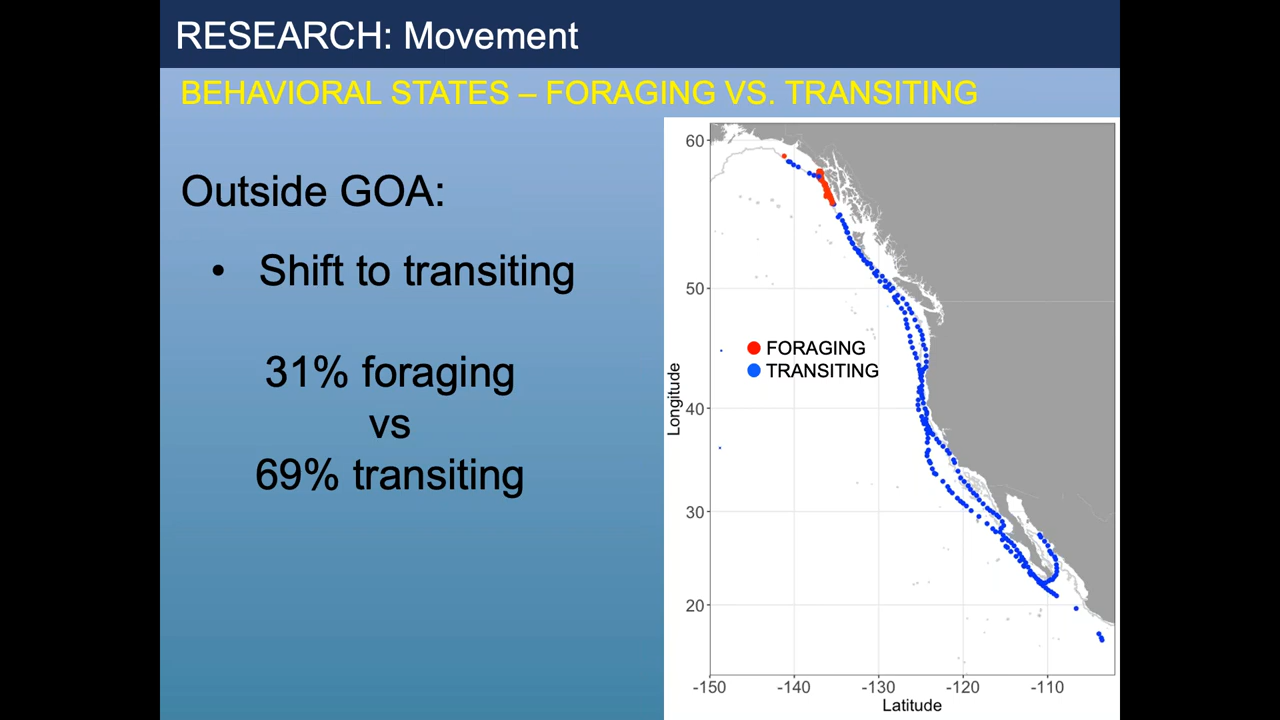 RESEARCH: Movement
BEHAVIORAL STATES – FORAGING VS. TRANSITING
Outside GOA:
• Shift to transiting
31% foraging
vs
69% transiting
60
50
40
30
20
Longitude
FORAGING
TRANSITING
-150 -140 -130 -120 -110
Latitude